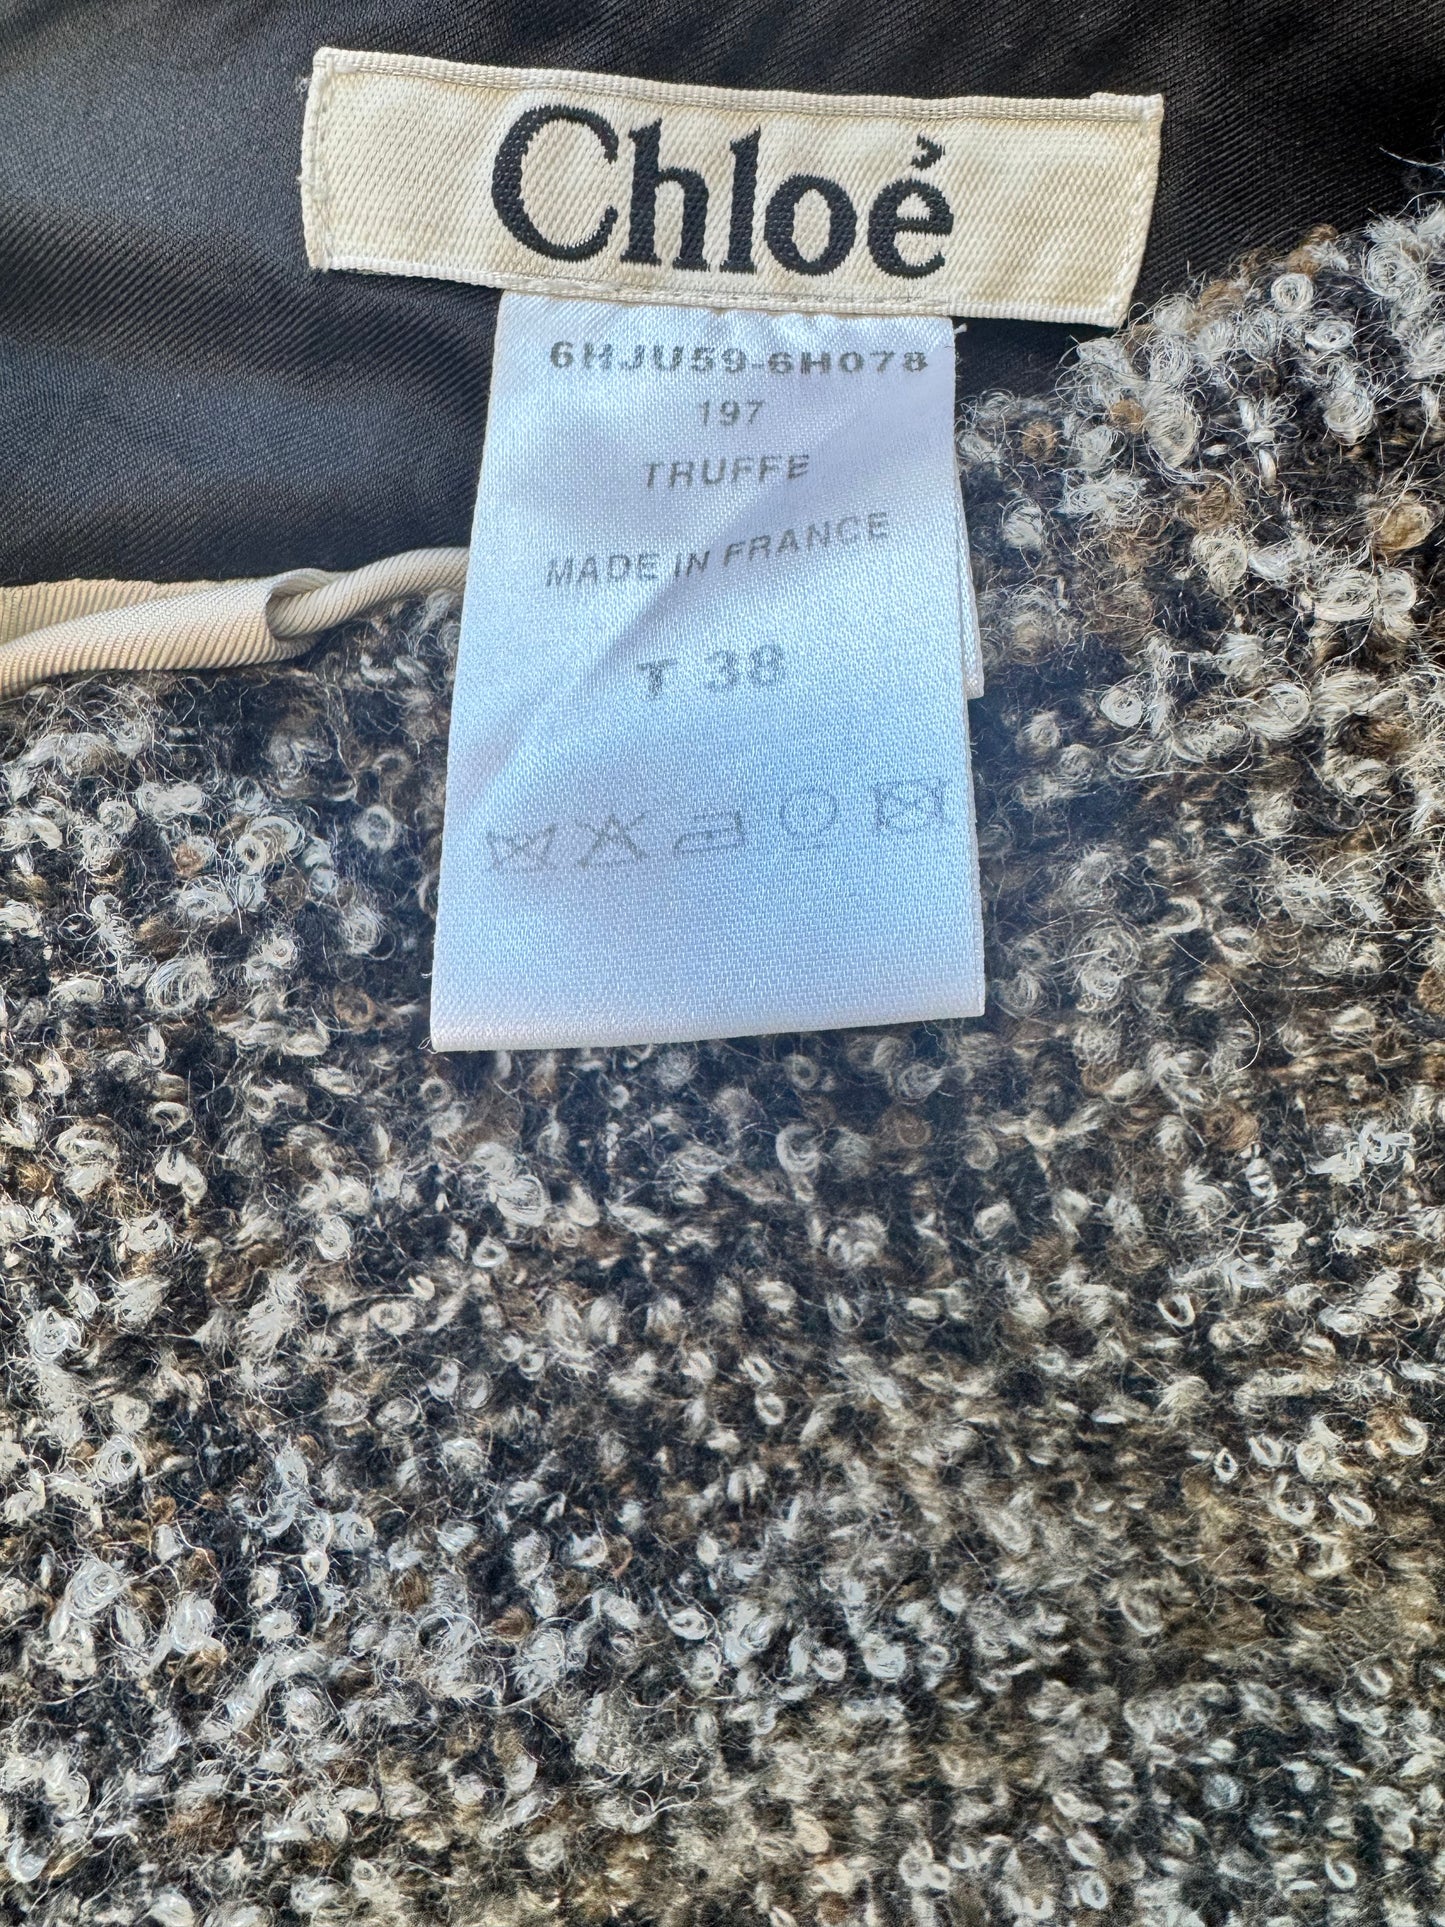 Chloé
6HJU59-6H078
197
TRUFFE
MADE IN FRANCE
T 38